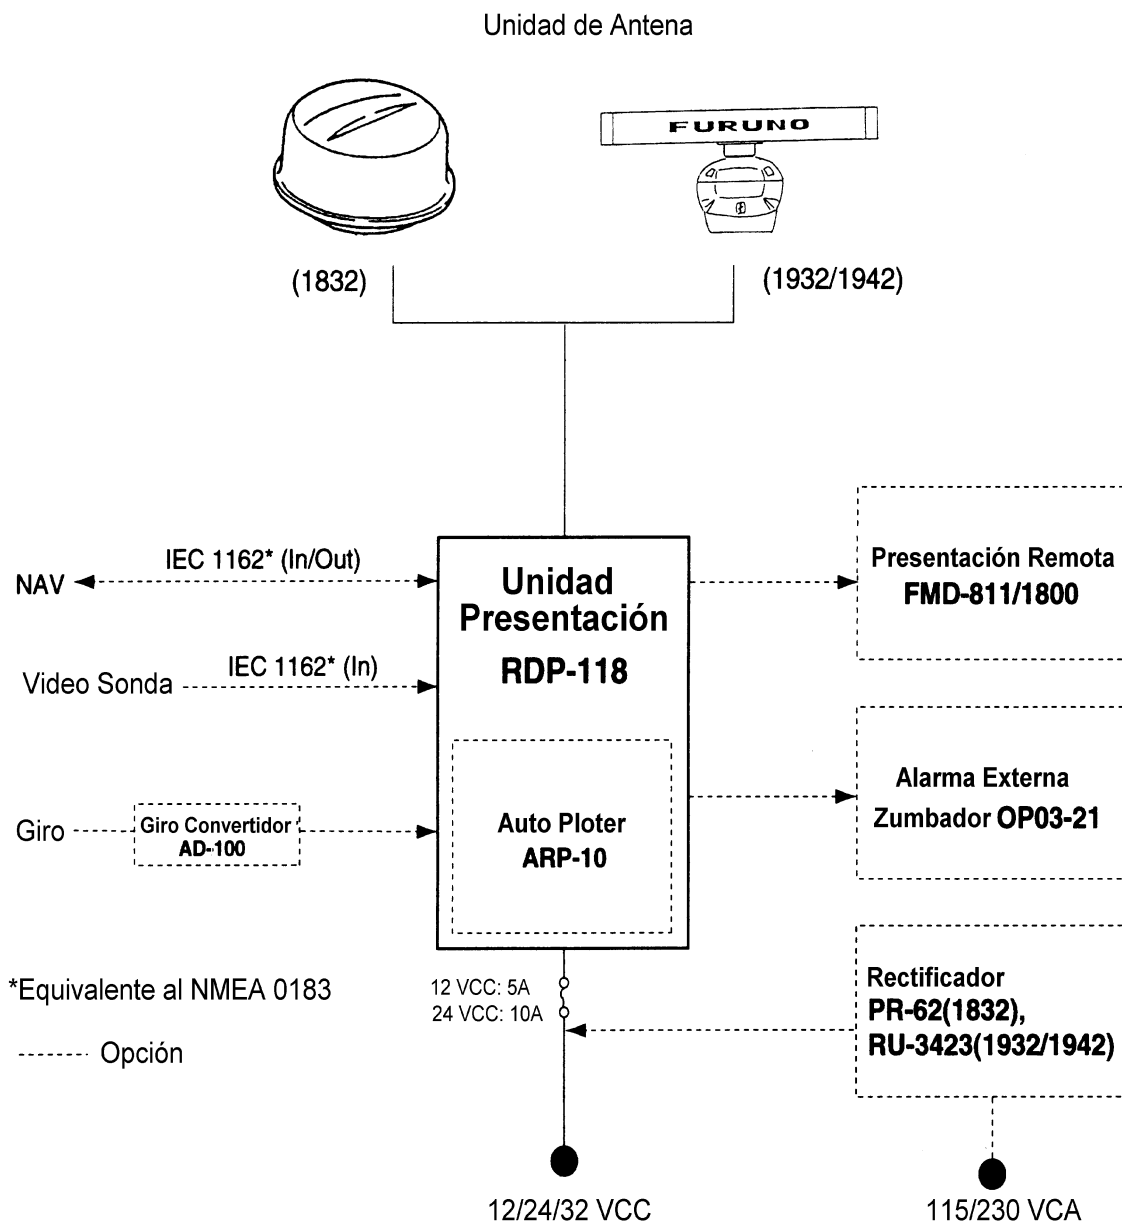 Unidad de Antena
FURUNO
(1832)
(1932/1942)
IEC 1162* (In/Out)
NAV
Unidad
Presentación
RDP-118
Presentación Remota
FMD-811/1800
IEC 1162* (In)
Video Sonda
Alarma Externa
Zumbador OP03-21
Giro
Giro Convertidor
AD-100
Auto Ploter
ARP-10
*Equivalente al NMEA 0183
12 VCC: 5A
24 VCC: 10A
Rectificador
PR-62(1832),
RU-3423(1932/1942)
------- Opción
12/24/32 VCC
115/230 VCA